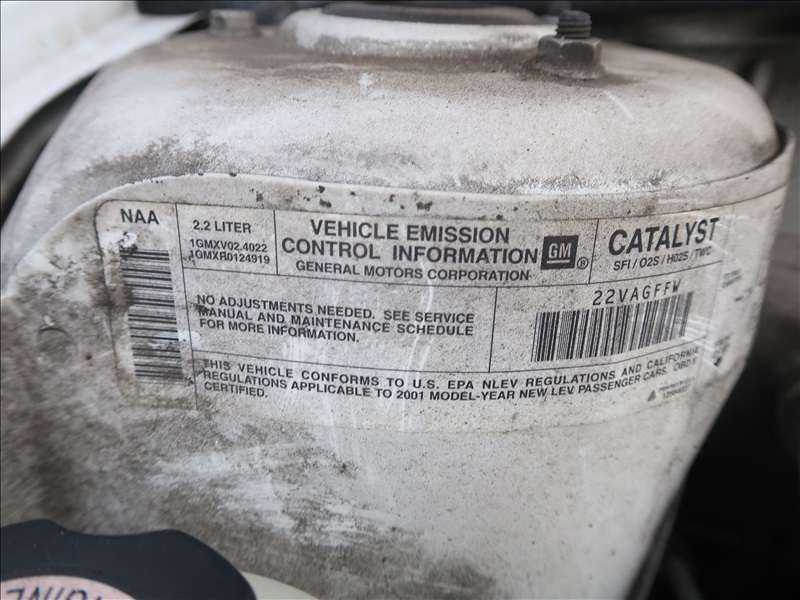 NAA
2.2 LITER
1GMXV02.4022
1GMXR0124919
VEHICLE EMISSION
CONTROL INFORMATION
GENERAL MOTORS CORPORATION
GM
®
CATALYST
SFI / O2S / HO2S / TWC
NO ADJUSTMENTS NEEDED. SEE SERVICE
MANUAL AND MAINTENANCE SCHEDULE
FOR MORE INFORMATION.
22VAGFFW
THIS VEHICLE CONFORMS TO U.S. EPA NLEV REGULATIONS AND CALIFORNIA
REGULATIONS APPLICABLE TO 2001 MODEL-YEAR NEW LEV PASSENGER CARS. OBD II
CERTIFIED.